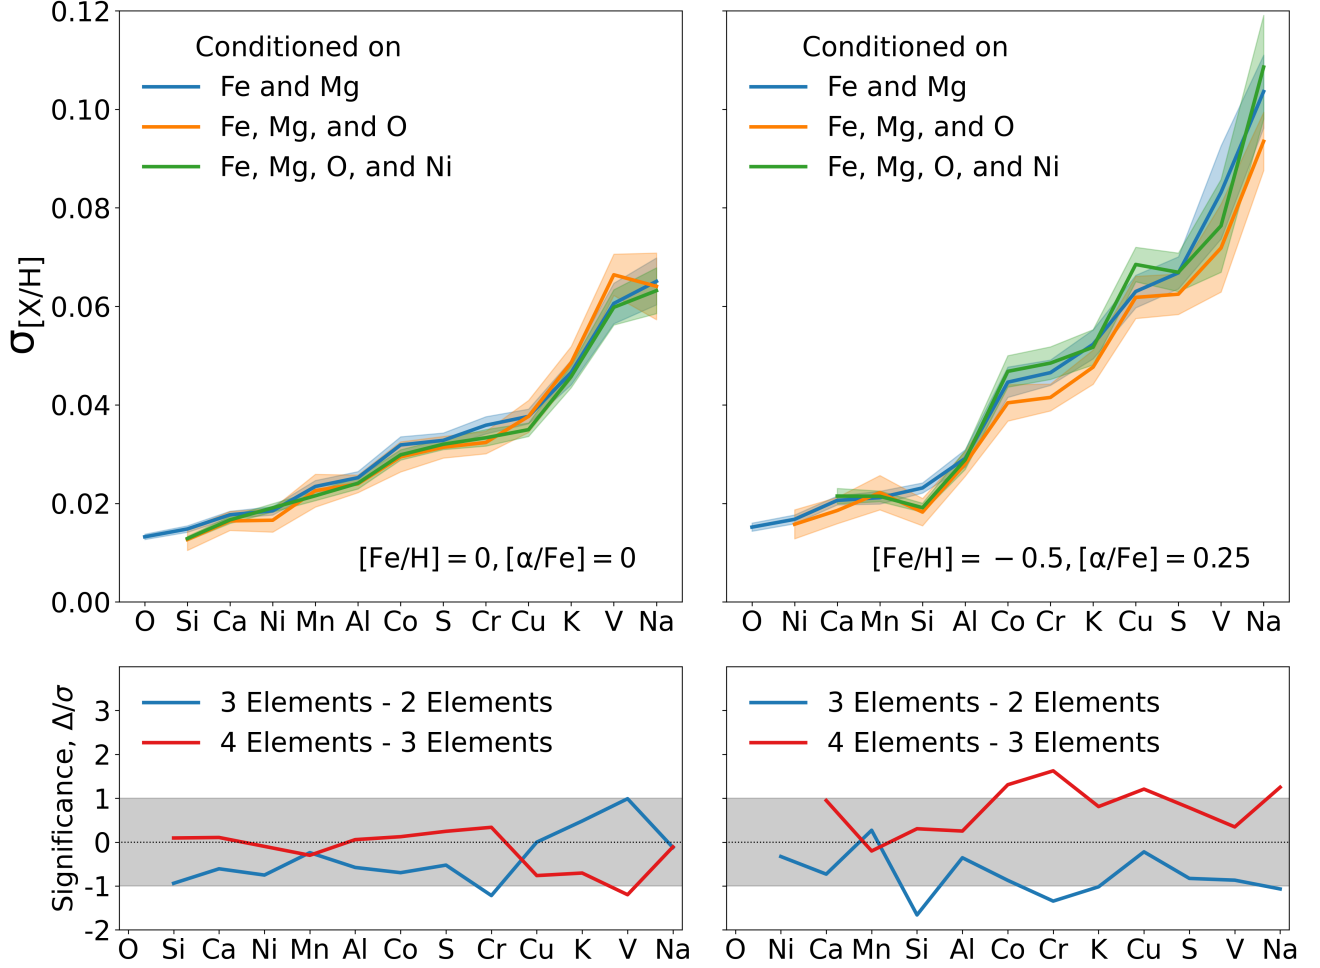 0.12
0.10
0.08
0.06
0.04
0.02
0.00
σ[X/H]
Conditioned on
Fe and Mg
Fe, Mg, and O
Fe, Mg, O, and Ni
[Fe/H] = 0, [α/Fe] = 0
O Si Ca Ni Mn Al Co S Cr Cu K V Na
Conditioned on
Fe and Mg
Fe, Mg, and O
Fe, Mg, O, and Ni
[Fe/H] = −0.5, [α/Fe] = 0.25
O Ni Ca Mn Si Al Co Cr K Cu S V Na
Significance, Δ/σ
3
2
1
0
-1
-2
3 Elements - 2 Elements
4 Elements - 3 Elements
O Si Ca Ni Mn Al Co S Cr Cu K V Na
3 Elements - 2 Elements
4 Elements - 3 Elements
O Ni Ca Mn Si Al Co Cr K Cu S V Na